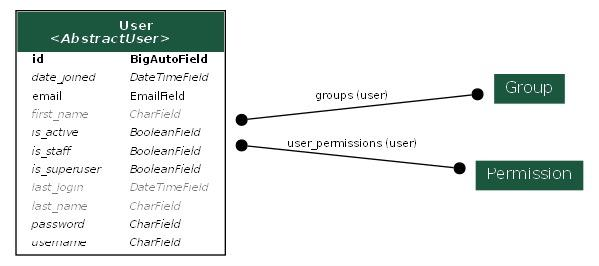 User
<AbstractUser>
id BigAutoField
date_joined DateTimeField
email EmailField
first_name CharField
is_active BooleanField
is_staff BooleanField
is_superuser BooleanField
last_login DateTimeField
last_name CharField
password CharField
username CharField
groups (user)
user_permissions (user)
Group
Permission